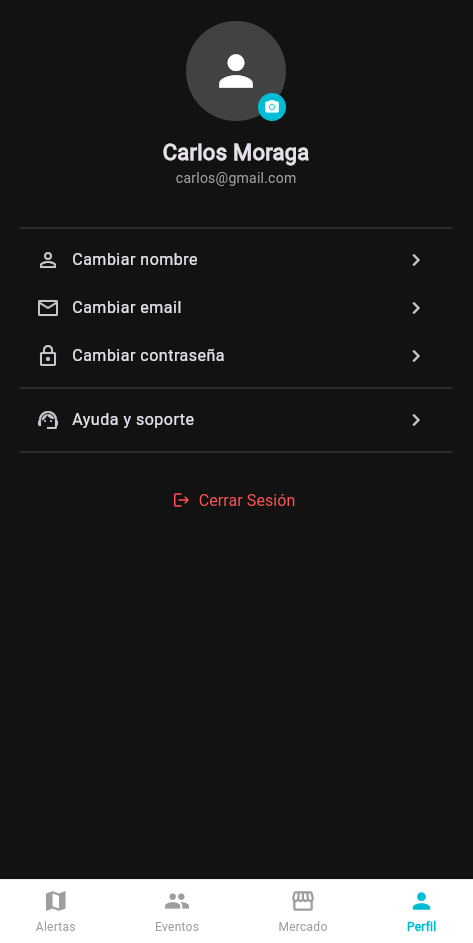 Carlos Moraga
carlos@gmail.com
Cambiar nombre
Cambiar email
Cambiar contraseña
Ayuda y soporte
Cerrar Sesión
Alertas
Eventos
Mercado
Perfil